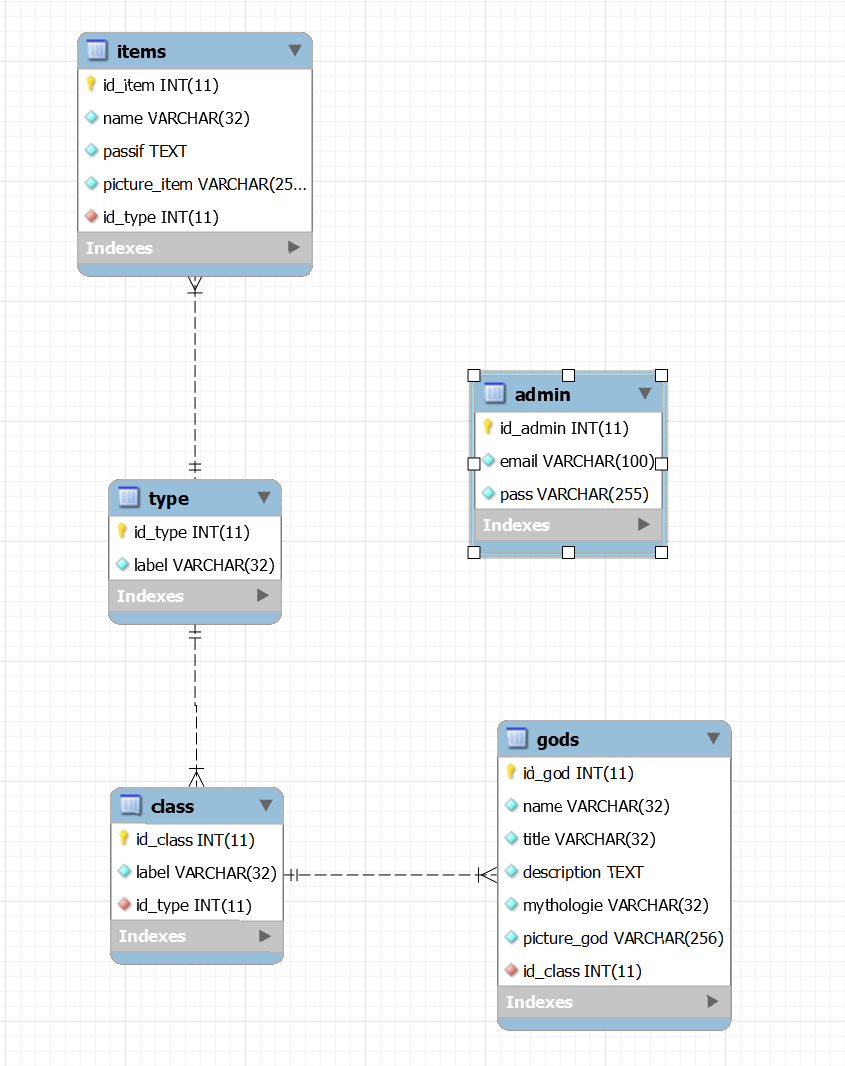 items
id_item INT(11)
name VARCHAR(32)
passif TEXT
picture_item VARCHAR(25...
id_type INT(11)
Indexes
admin
id_admin INT(11)
email VARCHAR(100)
pass VARCHAR(255)
Indexes
type
id_type INT(11)
label VARCHAR(32)
Indexes
class
id_class INT(11)
label VARCHAR(32)
id_type INT(11)
Indexes
gods
id_god INT(11)
name VARCHAR(32)
title VARCHAR(32)
description TEXT
mythologie VARCHAR(32)
picture_god VARCHAR(256)
id_class INT(11)
Indexes